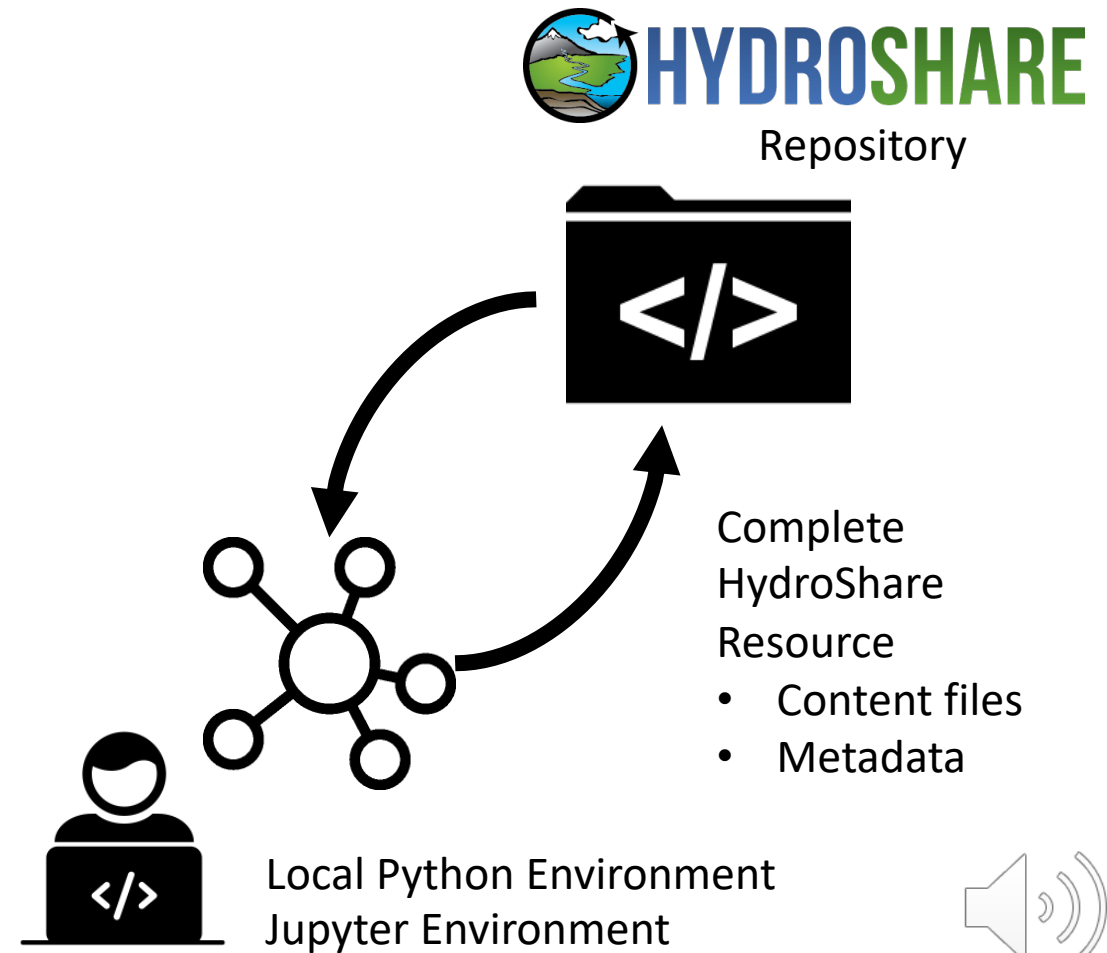 HYDROSHARE
Repository
</>
Complete
HydroShare
Resource
• Content files
• Metadata
</>
Local Python Environment
Jupyter Environment